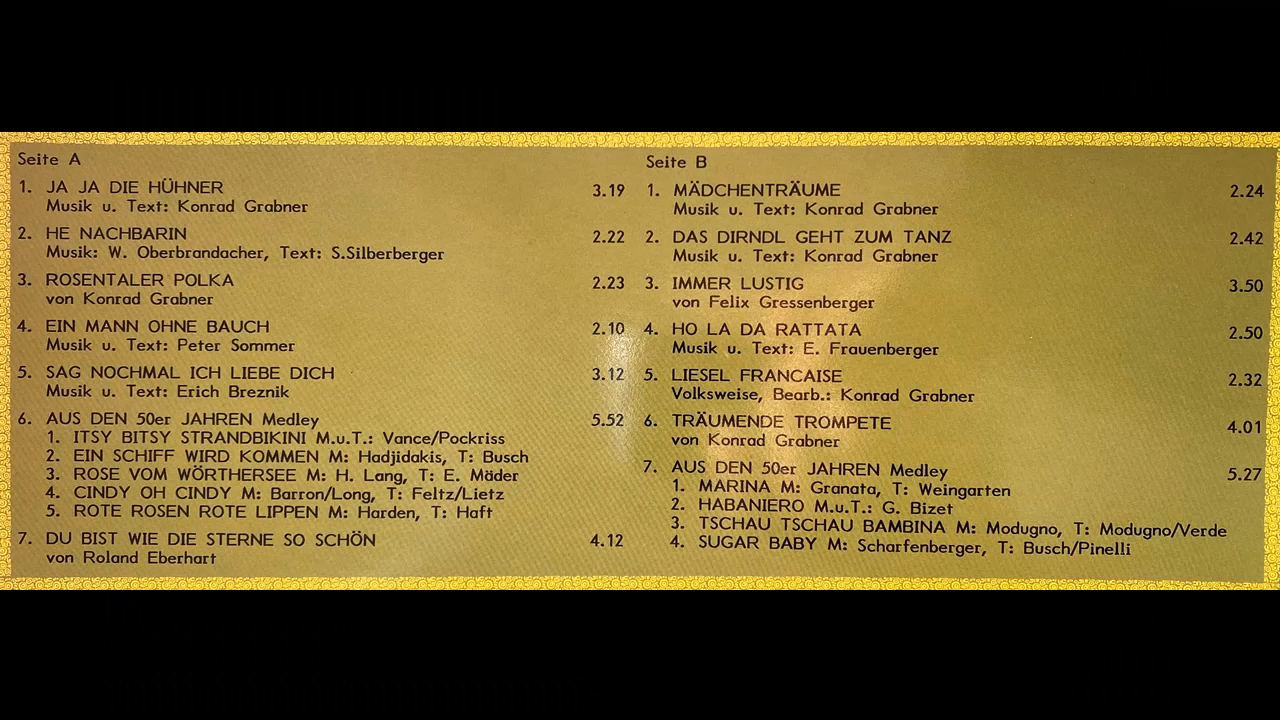 Seite A
1. JA JA DIE HÜHNER 3.19
Musik u. Text: Konrad Grabner
2. HE NACHBARIN 2.22
Musik: W. Oberbrandacher, Text: S.Silberberger
3. ROSENTALER POLKA 2.23
von Konrad Grabner
4. EIN MANN OHNE BAUCH 2.10
Musik u. Text: Peter Sommer
5. SAG NOCHMAL ICH LIEBE DICH 3.12
Musik u. Text: Erich Breznik
6. AUS DEN 50er JAHREN Medley 5.52
1. ITSY BITSY STRANDBIKINI M.u.T.: Vance/Pockriss
2. EIN SCHIFF WIRD KOMMEN M: Hadjidakis, T: Busch
3. ROSE VOM WÖRTHERSEE M: H. Lang, T: E. Mäder
4. CINDY OH CINDY M: Barron/Long, T: Feltz/Lietz
5. ROTE ROSEN ROTE LIPPEN M: Harden, T: Haft
7. DU BIST WIE DIE STERNE SO SCHÖN 4.12
von Roland Eberhart
Seite B
1. MÄDCHENTRÄUME 2.24
Musik u. Text: Konrad Grabner
2. DAS DIRNDL GEHT ZUM TANZ 2.42
Musik u. Text: Konrad Grabner
3. IMMER LUSTIG 3.50
von Felix Gressenberger
4. HO LA DA RATTATA 2.50
Musik u. Text: E. Frauenberger
5. LIESEL FRANCAISE 2.32
Volksweise, Bearb.: Konrad Grabner
6. TRÄUMENDE TROMPETE 4.01
von Konrad Grabner
7. AUS DEN 50er JAHREN Medley 5.27
1. MARINA M: Granata, T: Weingarten
2. HABANIERO M.u.T.: G. Bizet
3. TSCHAU TSCHAU BAMBINA M: Modugno, T: Modugno/Verde
4. SUGAR BABY M: Scharfenberger, T: Busch/Pinelli